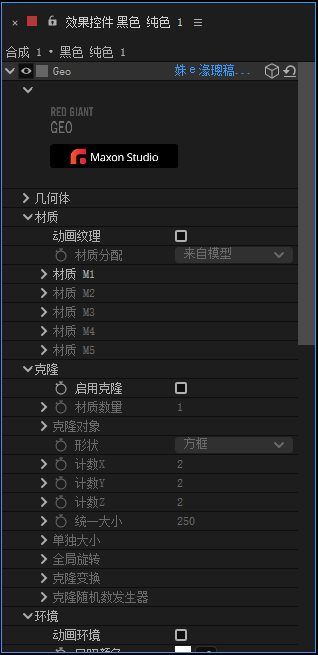 × 效果控件 黑色 纯色 1 ☰
合成 1 • 黑色 纯色 1
Geo 姝 e 湪璁稿...
RED GIANT
GEO
Maxon Studio
几何体
材质
动画纹理
材质分配 来自模型
材质 M1
材质 M2
材质 M3
材质 M4
材质 M5
克隆
启用克隆
材质数量 1
克隆对象
形状 方框
计数X 2
计数Y 2
计数Z 2
统一大小 250
单独大小
全局旋转
克隆变换
克隆随机数发生器
环境
动画环境